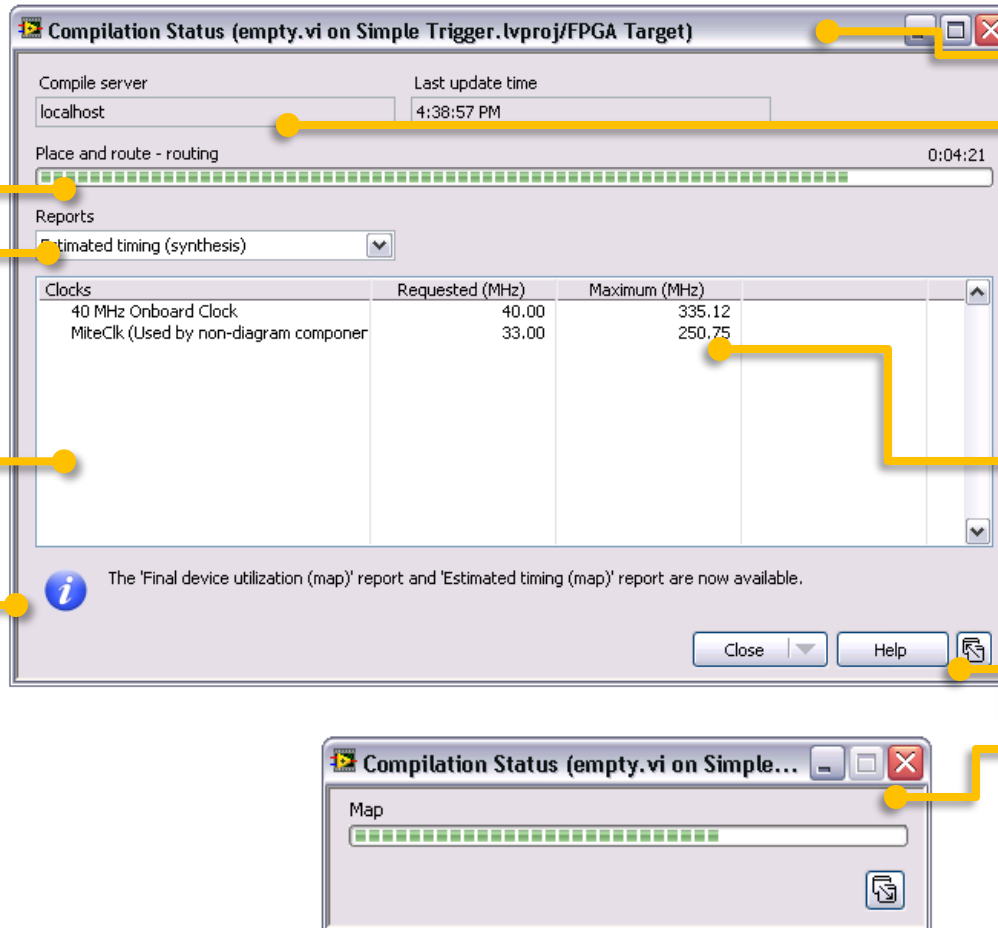 Compilation Status (empty.vi on Simple Trigger.lvproj/FPGA Target)
Compile server Last update time
localhost 4:38:57 PM
Place and route - routing 0:04:21
Reports
Estimated timing (synthesis)
Clocks Requested (MHz) Maximum (MHz)
40 MHz Onboard Clock 40.00 335.12
MiteClk (Used by non-diagram componer 33.00 250.75
The 'Final device utilization (map)' report and 'Estimated timing (map)' report are now available.
Close Help
Compilation Status (empty.vi on Simple...
Map